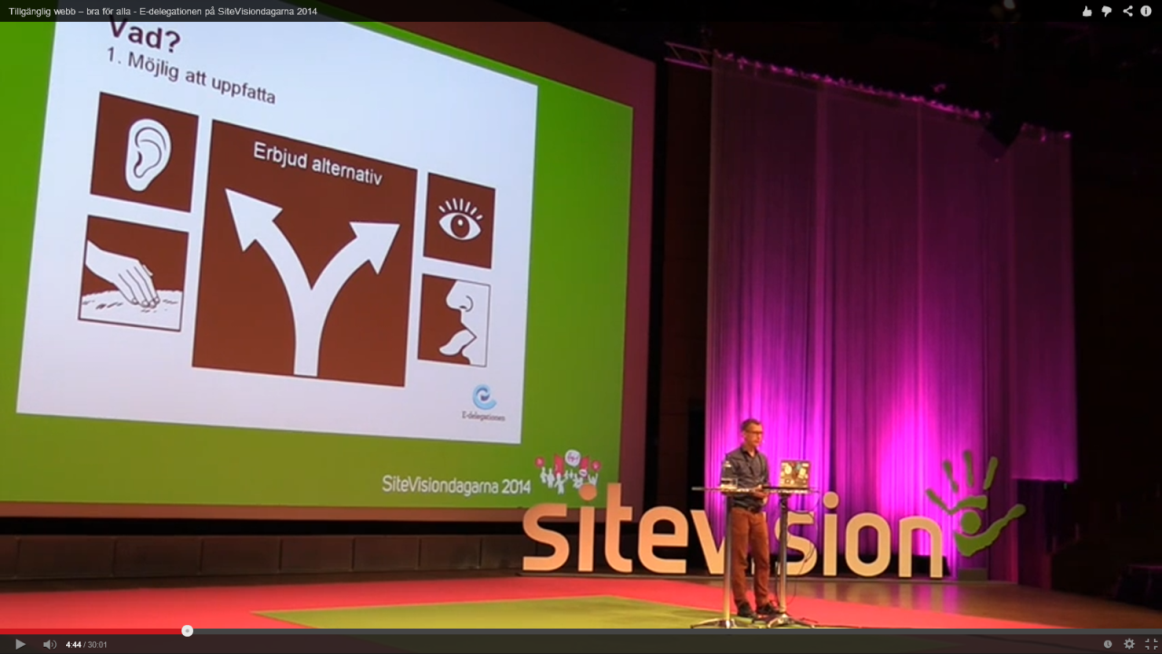 Tillgänglig webb – bra för alla - E-delegationen på SiteVisiondagarna 2014
Vad?
1. Möjlig att uppfatta
Erbjud alternativ
E-delegationen
SiteVisiondagarna 2014
sitevision
4:44 / 30:01